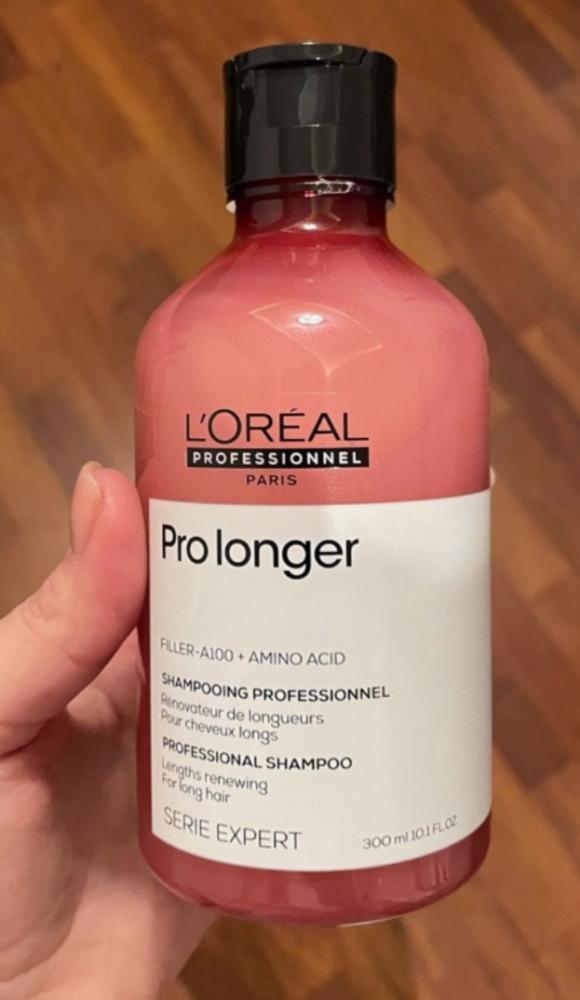 L'ORÉAL
PROFESSIONNEL
PARIS
Pro longer
FILLER-A100 + AMINO ACID
SHAMPOOING PROFESSIONNEL
Rénovateur de longueurs
Pour cheveux longs
PROFESSIONAL SHAMPOO
Lengths renewing
For long hair
SERIE EXPERT
300 ml 10.1 FL.OZ.